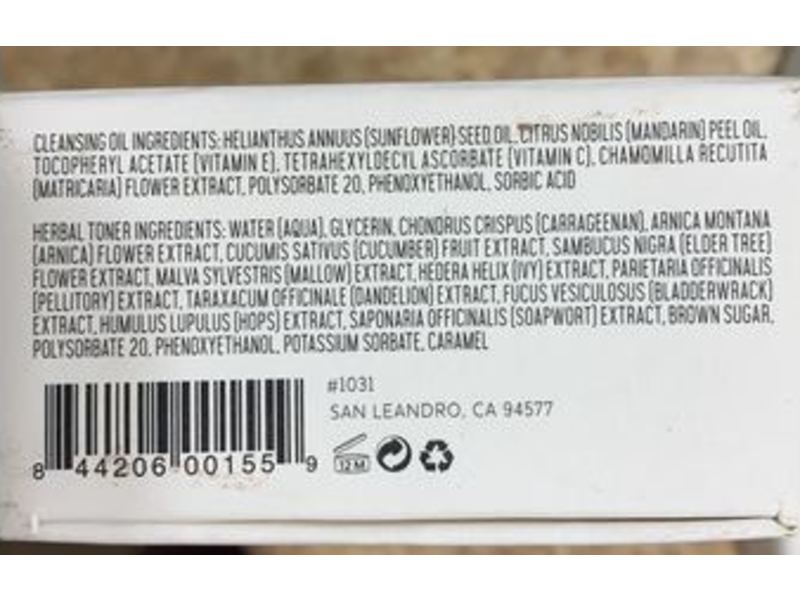 CLEANSING OIL INGREDIENTS: HELIANTHUS ANNUUS (SUNFLOWER) SEED OIL, CITRUS NOBILIS (MANDARIN) PEEL OIL,
TOCOPHERYL ACETATE (VITAMIN E), TETRAHEXYLDECYL ASCORBATE (VITAMIN C), CHAMOMILLA RECUTITA
(MATRICARIA) FLOWER EXTRACT, POLYSORBATE 20, PHENOXYETHANOL, SORBIC ACID
HERBAL TONER INGREDIENTS: WATER (AQUA), GLYCERIN, CHONDRUS CRISPUS (CARRAGEENAN), ARNICA MONTANA
(ARNICA) FLOWER EXTRACT, CUCUMIS SATIVUS (CUCUMBER) FRUIT EXTRACT, SAMBUCUS NIGRA (ELDER TREE)
FLOWER EXTRACT, MALVA SYLVESTRIS (MALLOW) EXTRACT, HEDERA HELIX (IVY) EXTRACT, PARIETARIA OFFICINALIS
(PELLITORY) EXTRACT, TARAXACUM OFFICINALE (DANDELION) EXTRACT, FUCUS VESICULOSUS (BLADDERWRACK)
EXTRACT, HUMULUS LUPULUS (HOPS) EXTRACT, SAPONARIA OFFICINALIS (SOAPWORT) EXTRACT, BROWN SUGAR,
POLYSORBATE 20, PHENOXYETHANOL, POTASSIUM SORBATE, CARAMEL
#1031
SAN LEANDRO, CA 94577
12 M
8 44206 00155 9